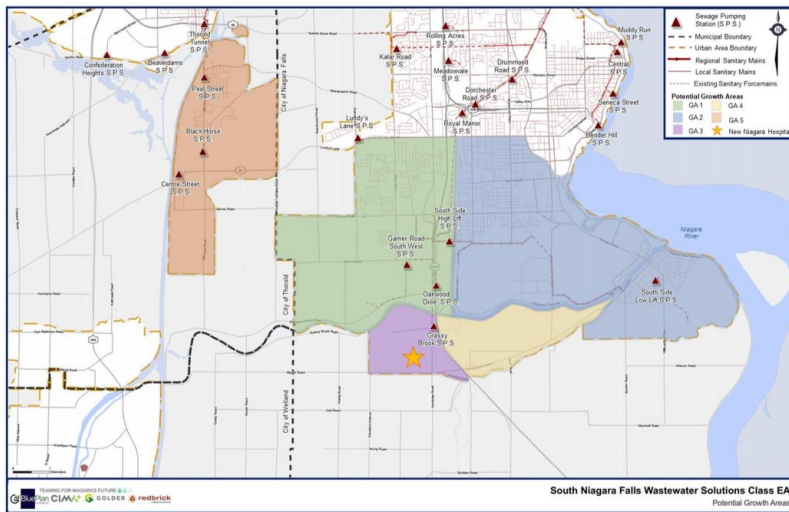 Sewage Pumping
Station (S.P.S.)
Municipal Boundary
Urban Area Boundary
Regional Sanitary Mains
Local Sanitary Mains
Existing Sanitary Forcemains
Potential Growth Areas
GA 1
GA 2
GA 3
GA 4
GA 5
New Niagara Hospital
Thorold
Tunnel
S.P.S.
Confederation
Heights S.P.S.
Beaverdams
S.P.S.
Peel Street
S.P.S.
Black Horse
S.P.S.
Centre Street
S.P.S.
City of Niagara Falls
City of Thorold
City of Welland
Rolling Acres
S.P.S.
Kalar Road
S.P.S.
Meadowvale
S.P.S.
Drummond
Road S.P.S.
Dorchester
Road S.P.S.
Royal Manor
S.P.S.
Lundy's
Lane S.P.S.
Muddy Run
S.P.S.
Central
S.P.S.
Seneca Street
S.P.S.
Bender Hill
S.P.S.
South Side
High Lift
S.P.S.
Garner Road
South West
S.P.S.
Oakwood
Drive S.P.S.
Grassy
Brook S.P.S.
Niagara
River
South Side
Low Lift S.P.S.
TEAMING FOR NIAGARA'S FUTURE
BluePlan
CIMA+
GOLDER
redbrick
South Niagara Falls Wastewater Solutions Class EA
Potential Growth Areas